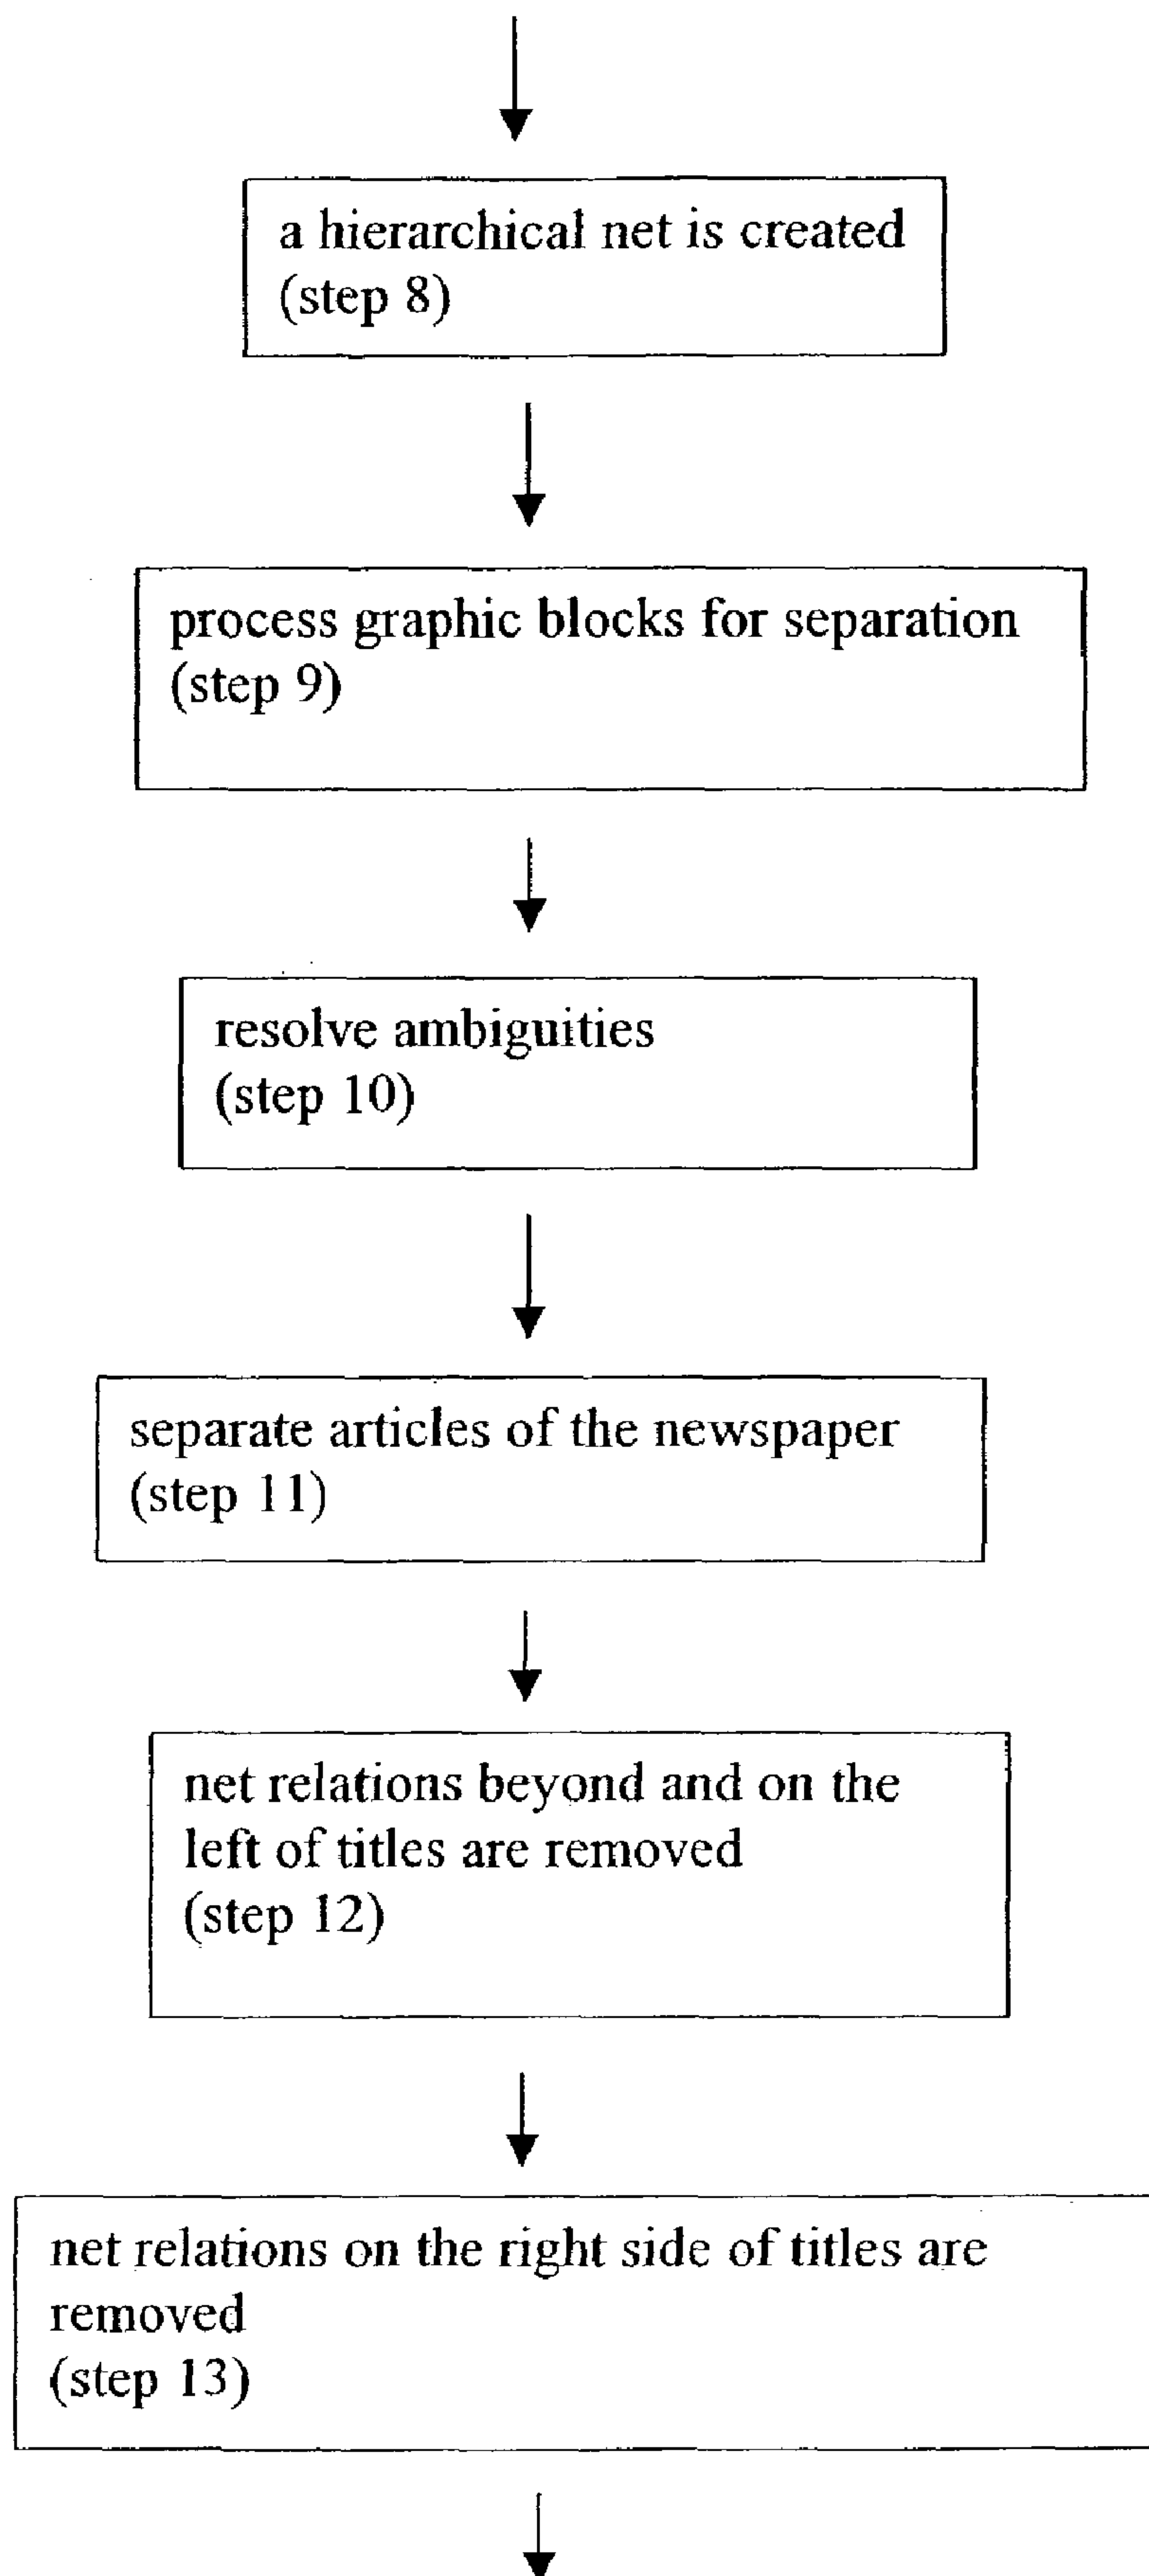 a hierarchical net is created
(step 8)
process graphic blocks for separation
(step 9)
resolve ambiguities
(step 10)
separate articles of the newspaper
(step 11)
net relations beyond and on the
left of titles are removed
(step 12)
net relations on the right side of titles are
removed
(step 13)